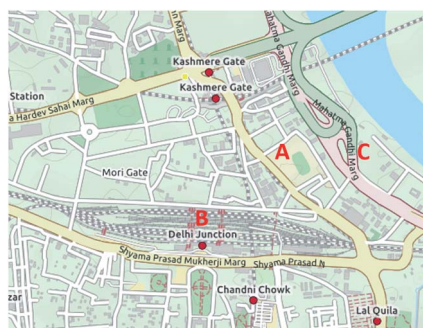 Kashmere Gate
Kashmere Gate
Station
a Hardev Sahai Marg
Mahatma Gandhi Marg
Mahatma Gandhi Marg
A
C
Mori Gate
B
Delhi Junction
Shyama Prasad Mukherji Marg
Shyama Prasad N
Chandni Chowk
zar
Lal Quila